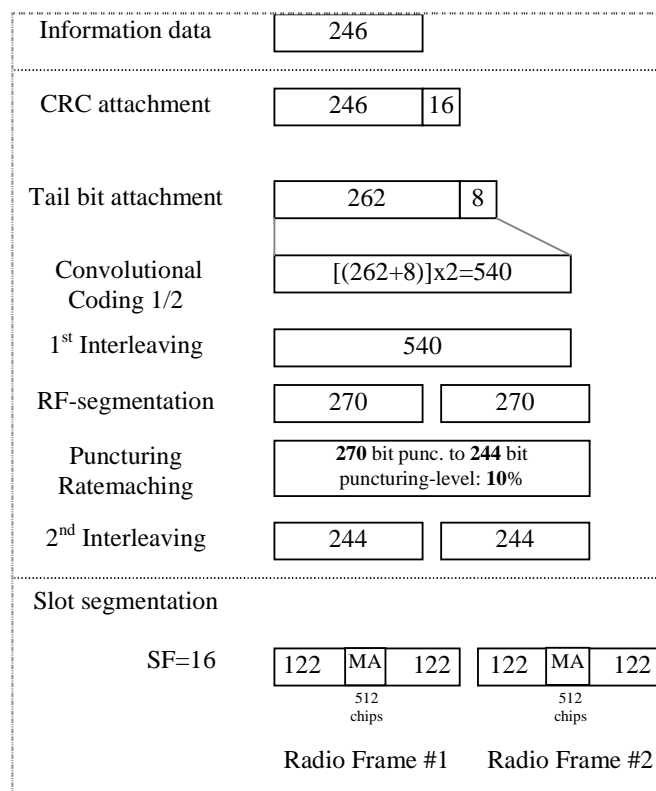 Information data
246
CRC attachment
246 16
Tail bit attachment
262 8
Convolutional
Coding 1/2
[(262+8)]x2=540
1st Interleaving
540
RF-segmentation
270 270
Puncturing
Ratemaching
270 bit punc. to 244 bit
puncturing-level: 10%
2nd Interleaving
244 244
Slot segmentation
SF=16
122 MA 122 122 MA 122
512
chips
512
chips
Radio Frame #1 Radio Frame #2